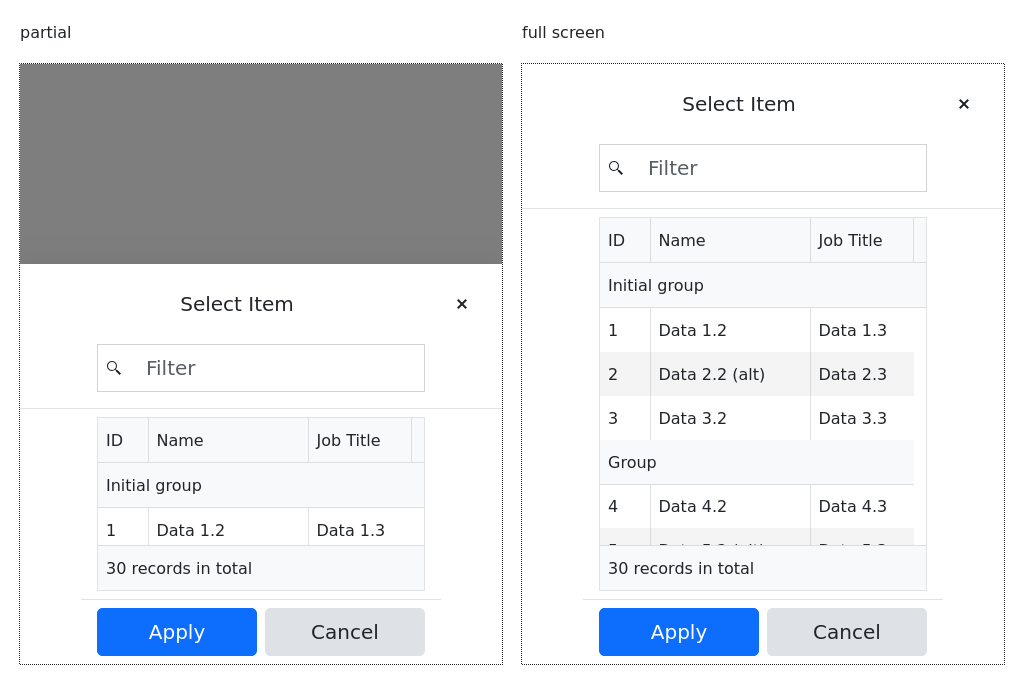 partial
Select Item ×
Filter
ID Name Job Title
Initial group
1 Data 1.2 Data 1.3
30 records in total
Apply Cancel
full screen
Select Item ×
Filter
ID Name Job Title
Initial group
1 Data 1.2 Data 1.3
2 Data 2.2 (alt) Data 2.3
3 Data 3.2 Data 3.3
Group
4 Data 4.2 Data 4.3
30 records in total
Apply Cancel